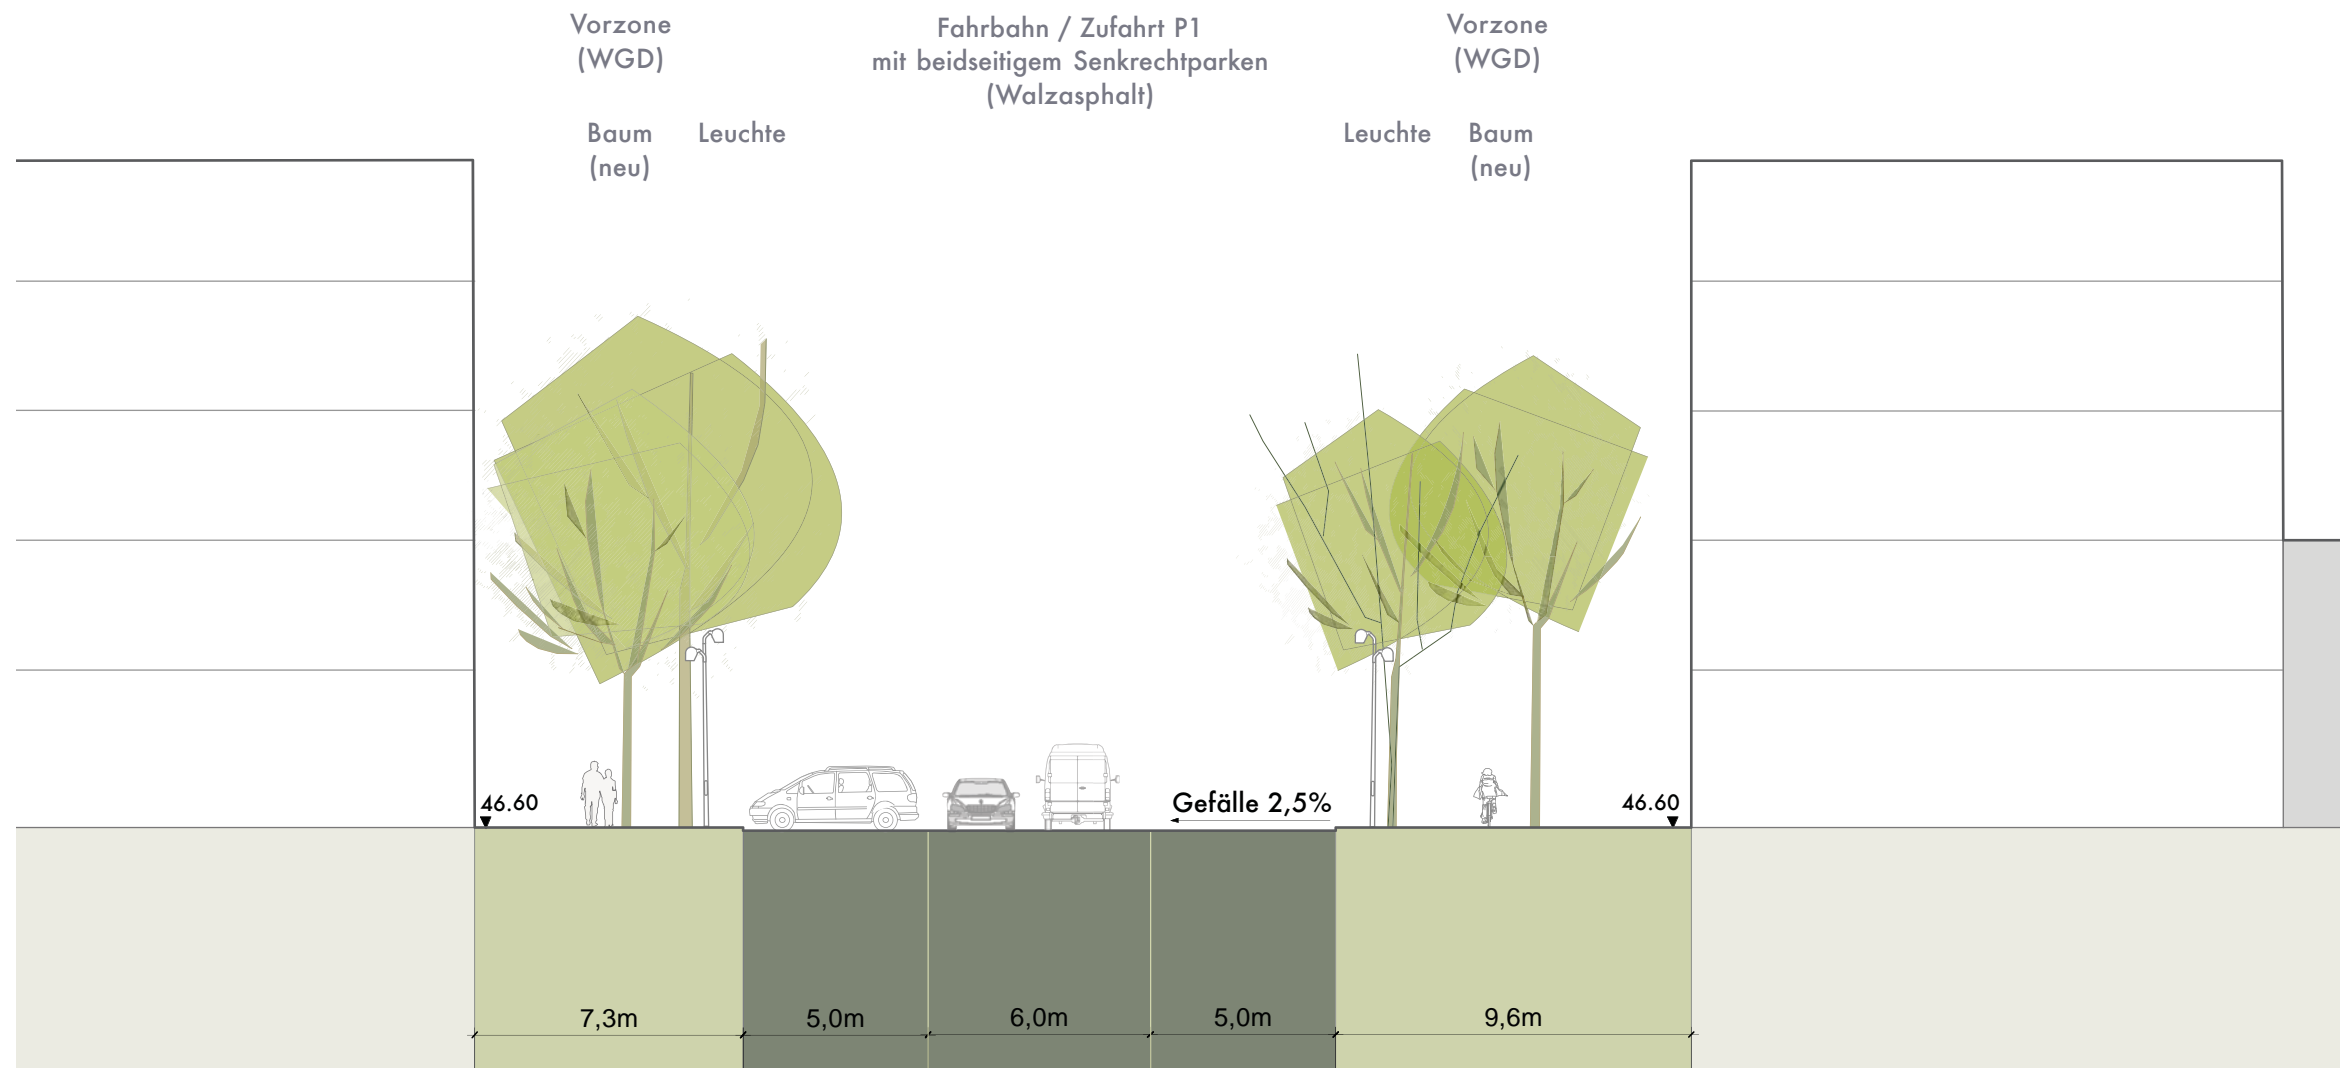 Vorzone
(WGD)
Fahrbahn / Zufahrt P1
mit beidseitigem Senkrechtparken
(Walzasphalt)
Vorzone
(WGD)
Baum
(neu)
Leuchte
Leuchte
Baum
(neu)
46.60
Gefälle 2,5%
46.60
7,3m
5,0m
6,0m
5,0m
9,6m